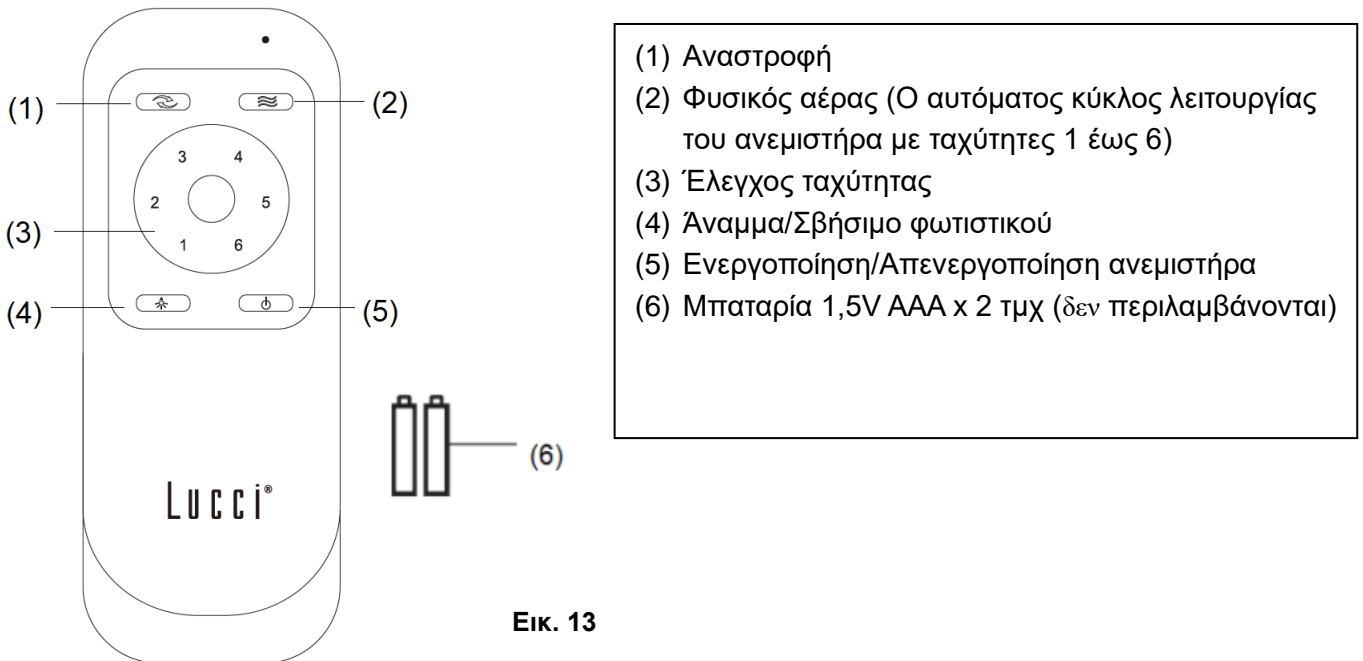 (1)
(2)
3 4
2 5
(3)
1 6
(4)
(5)
Lucci®
(6)
Εικ. 13
(1) Αναστροφή
(2) Φυσικός αέρας (Ο αυτόματος κύκλος λειτουργίας
του ανεμιστήρα με ταχύτητες 1 έως 6)
(3) Έλεγχος ταχύτητας
(4) Άναμμα/Σβήσιμο φωτιστικού
(5) Ενεργοποίηση/Απενεργοποίηση ανεμιστήρα
(6) Μπαταρία 1,5V AAA x 2 τμχ (δεν περιλαμβάνονται)